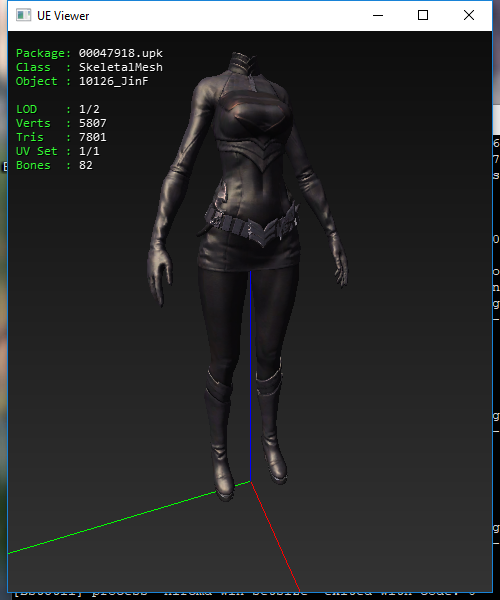 UE Viewer
Package: 00047918.upk
Class : SkeletalMesh
Object : 10126_JinF
LOD : 1/2
Verts : 5807
Tris : 7801
UV Set : 1/1
Bones : 82